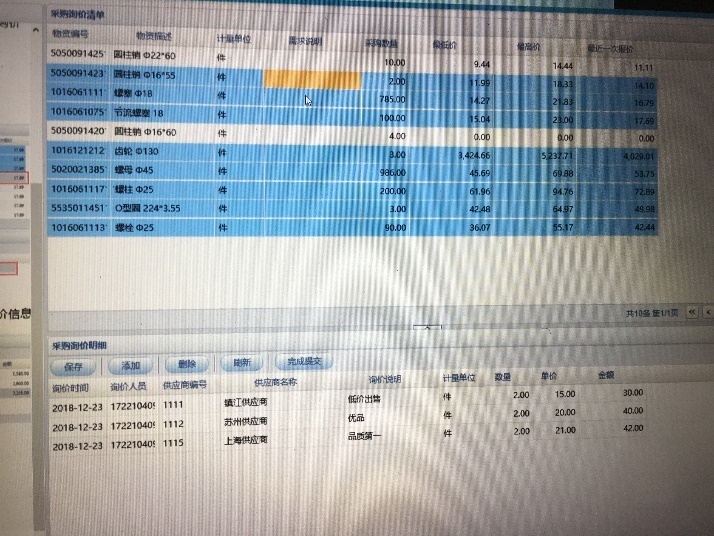 采购询价清单
物资编号 物资描述 计量单位 需求说明 采购数量 最低价 最高价 最近一次报价
5050091425 圆柱销 Φ22*60 件 10.00 9.44 14.44 11.11
5050091423 圆柱销 Φ16*55 件 2.00 11.99 18.33 14.10
1016061111 螺塞 Φ18 件 785.00 14.27 21.83 16.79
1016061075 节流螺塞 18 件 100.00 15.04 23.00 17.69
5050091420 圆柱销 Φ16*60 件 4.00 0.00 0.00 0.00
1016121212 齿轮 Φ130 件 3.00 3,424.66 5,237.71 4,029.01
5020021385 螺母 Φ45 件 986.00 45.69 69.88 53.75
1016061117 螺柱 Φ25 件 200.00 61.96 94.76 72.89
5535011451 O型圈 224*3.55 件 3.00 42.48 64.97 49.98
1016061113 螺栓 Φ25 件 90.00 36.07 55.17 42.44
价信息
共10条 第1/1页
采购询价明细
保存 添加 删除 刷新 完成提交
询价时间 询价人员 供应商编号 供应商名称 询价说明 计量单位 数量 单价 金额
2018-12-23 172210409 1111 镇江供应商 低价出售 件 2.00 15.00 30.00
2018-12-23 172210409 1112 苏州供应商 优品 件 2.00 20.00 40.00
2018-12-23 172210409 1115 上海供应商 品质第一 件 2.00 21.00 42.00